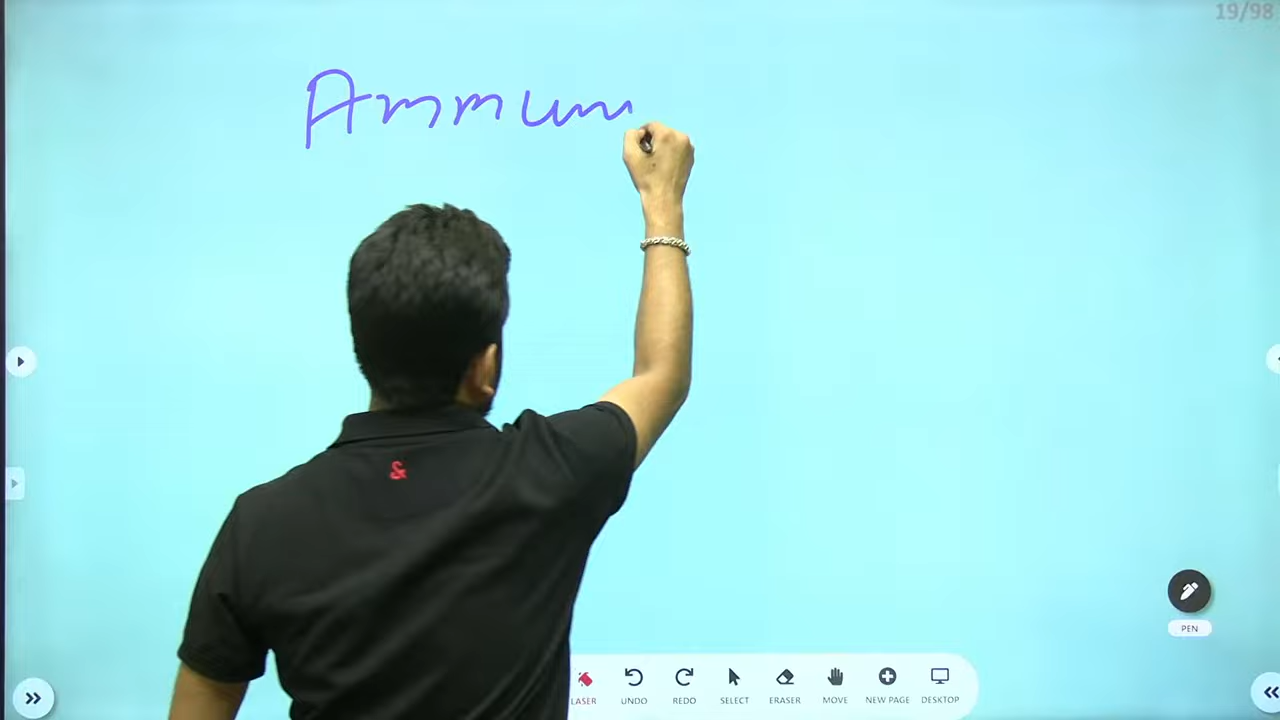 19/98
Ammun
&
PEN
LASER UNDO REDO SELECT ERASER MOVE NEW PAGE DESKTOP